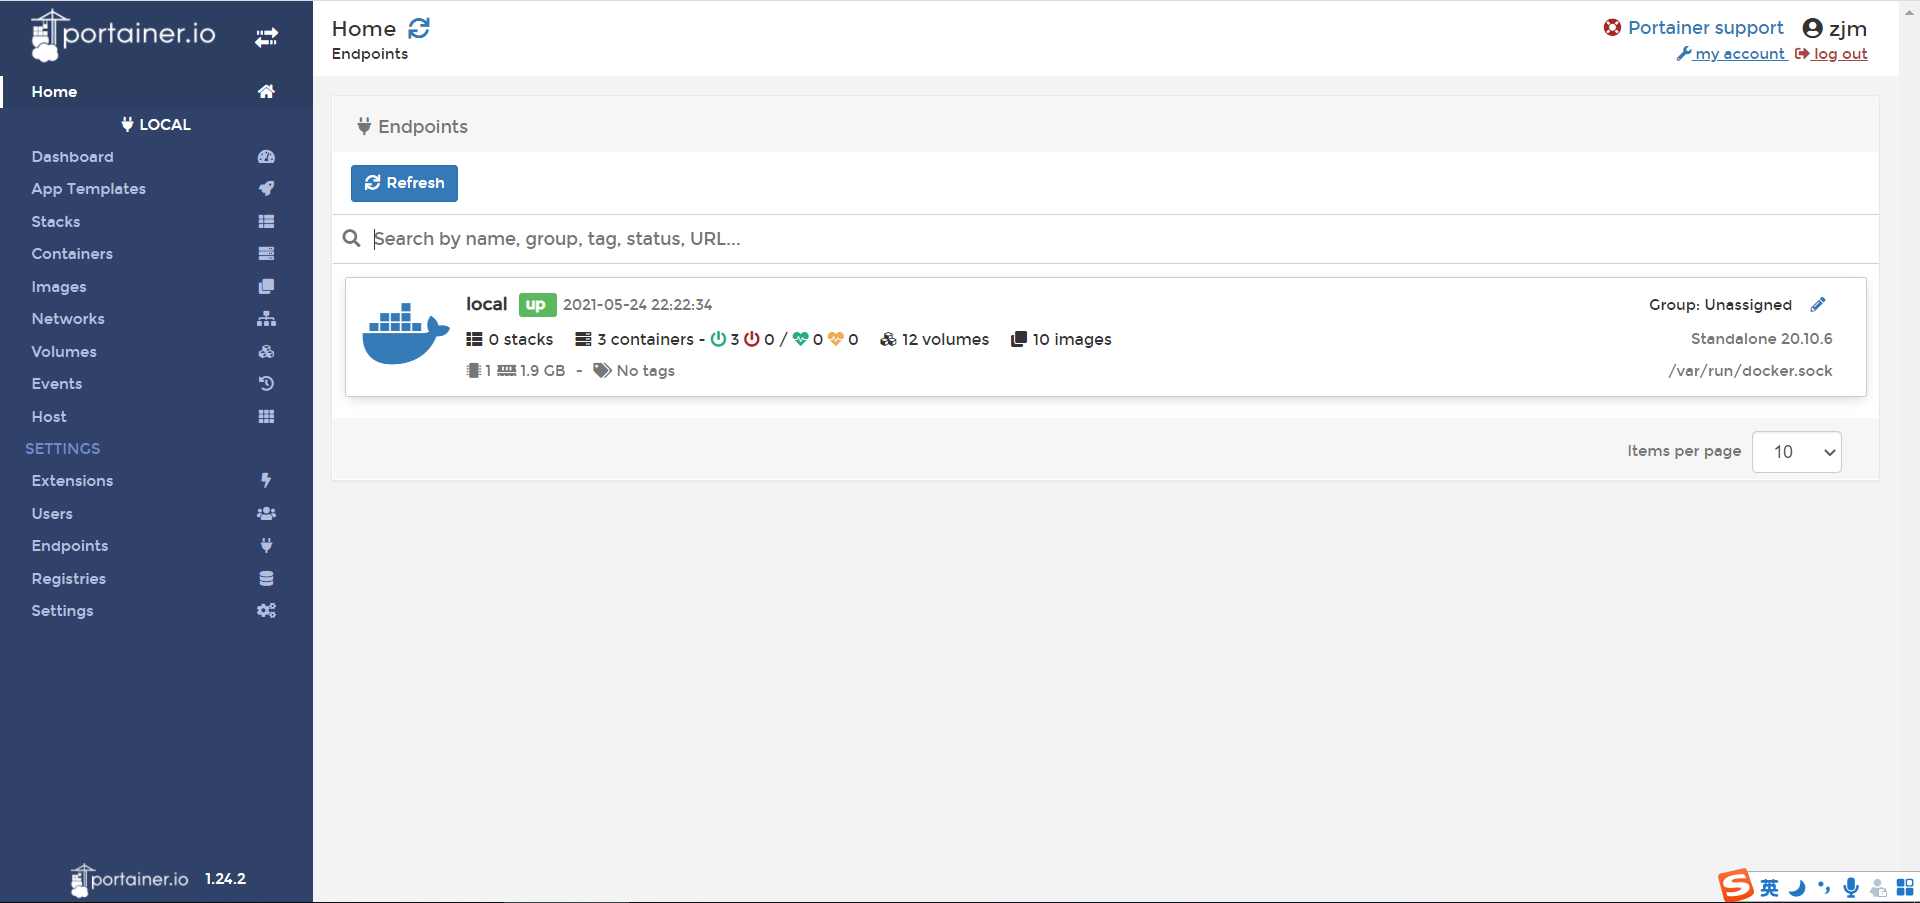 portainer.io
Home
LOCAL
Dashboard
App Templates
Stacks
Containers
Images
Networks
Volumes
Events
Host
SETTINGS
Extensions
Users
Endpoints
Registries
Settings
portainer.io 1.24.2
Home
Endpoints
Portainer support zjm
my account log out
Endpoints
Refresh
Search by name, group, tag, status, URL...
local up 2021-05-24 22:22:34
Group: Unassigned
0 stacks 3 containers - 3 0 / 0 0 12 volumes 10 images
Standalone 20.10.6
1 1.9 GB - No tags
/var/run/docker.sock
Items per page 10
S 英